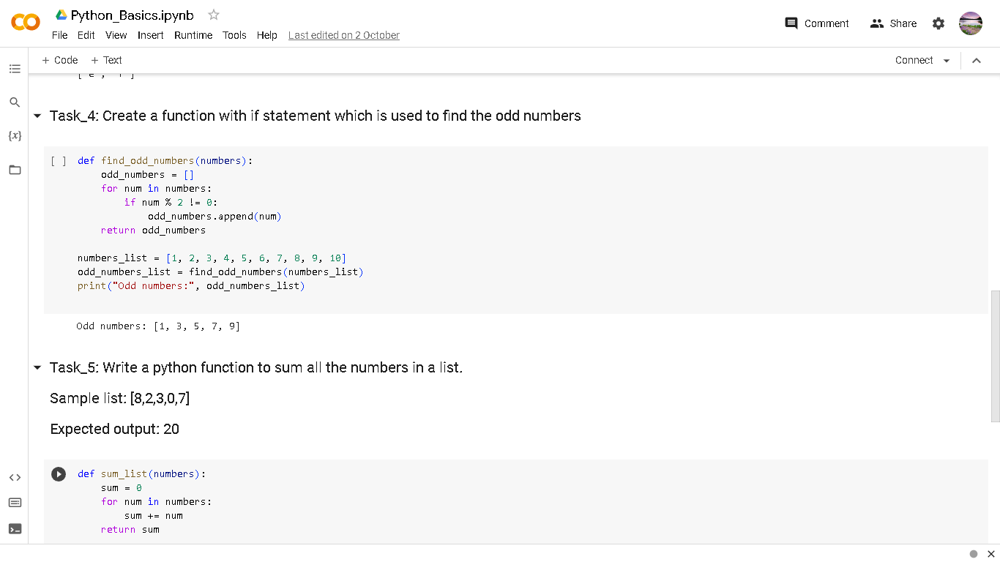 Python_Basics.ipynb
File Edit View Insert Runtime Tools Help Last edited on 2 October
Comment Share
+ Code + Text
Connect
Task_4: Create a function with if statement which is used to find the odd numbers
[ ] def find_odd_numbers(numbers):
    odd_numbers = []
    for num in numbers:
        if num % 2 != 0:
            odd_numbers.append(num)
    return odd_numbers
numbers_list = [1, 2, 3, 4, 5, 6, 7, 8, 9, 10]
odd_numbers_list = find_odd_numbers(numbers_list)
print("Odd numbers:", odd_numbers_list)
Odd numbers: [1, 3, 5, 7, 9]
Task_5: Write a python function to sum all the numbers in a list.
Sample list: [8,2,3,0,7]
Expected output: 20
def sum_list(numbers):
    sum = 0
    for num in numbers:
        sum += num
    return sum